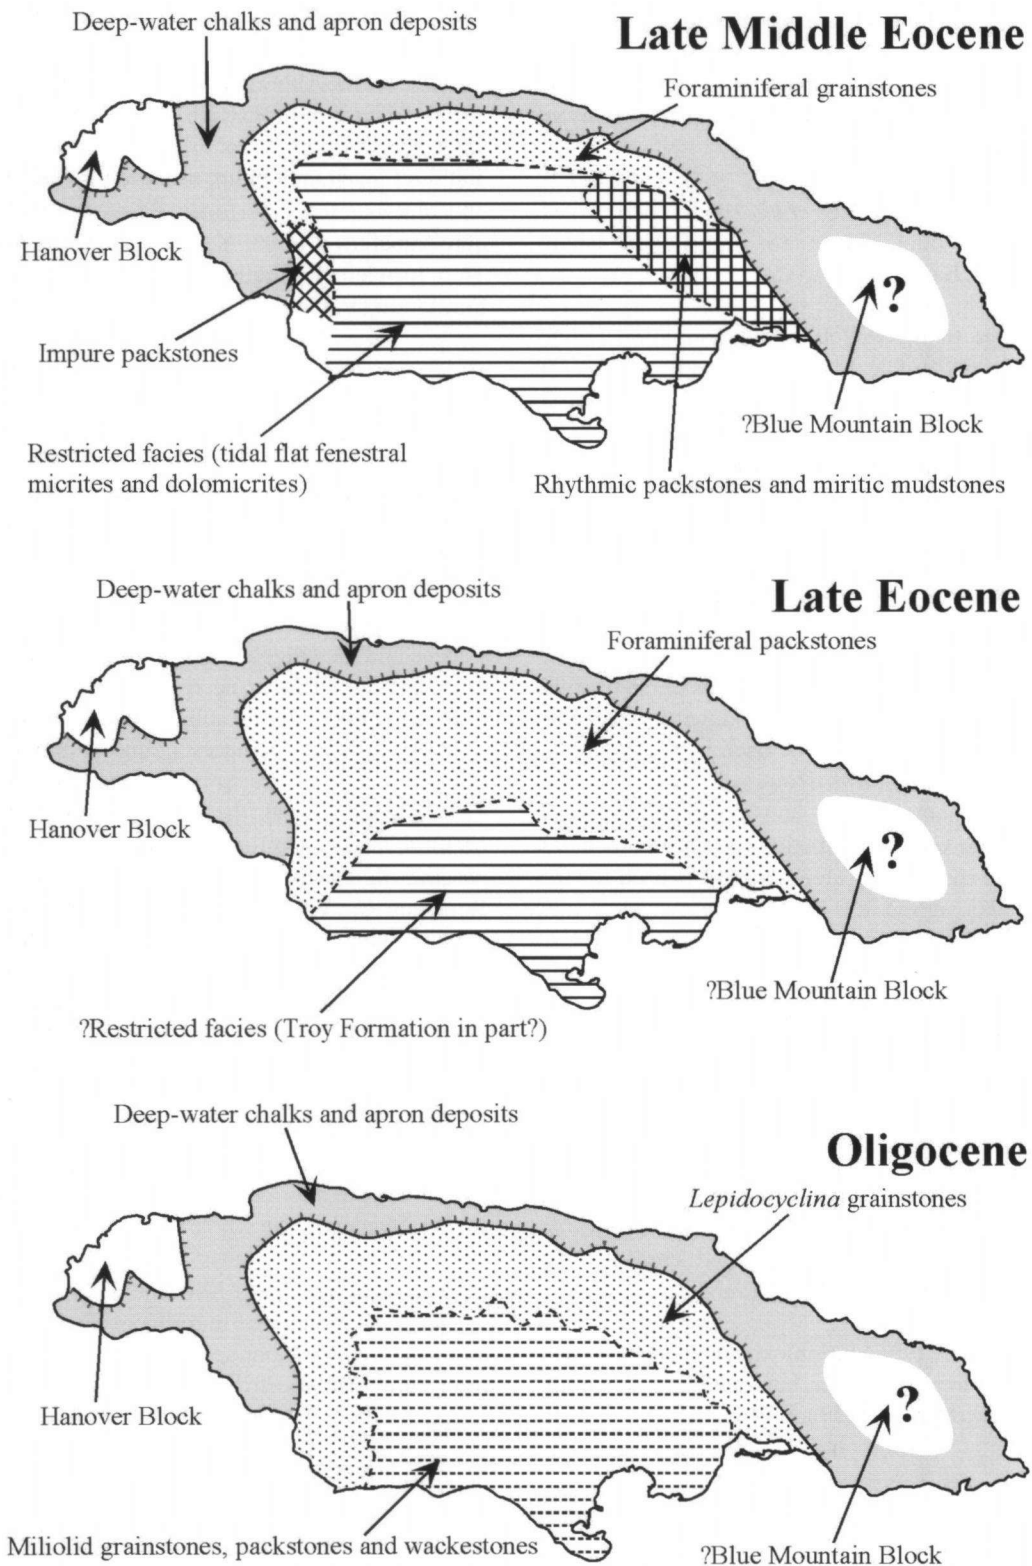 Deep-water chalks and apron deposits
Late Middle Eocene
Foraminiferal grainstones
Hanover Block
?
Impure packstones
?Blue Mountain Block
Restricted facies (tidal flat fenestral
micrites and dolomicrites)
Rhythmic packstones and miritic mudstones
Deep-water chalks and apron deposits
Late Eocene
Foraminiferal packstones
Hanover Block
?
?Blue Mountain Block
?Restricted facies (Troy Formation in part?)
Deep-water chalks and apron deposits
Oligocene
Lepidocyclina grainstones
Hanover Block
?
Miliolid grainstones, packstones and wackestones
?Blue Mountain Block